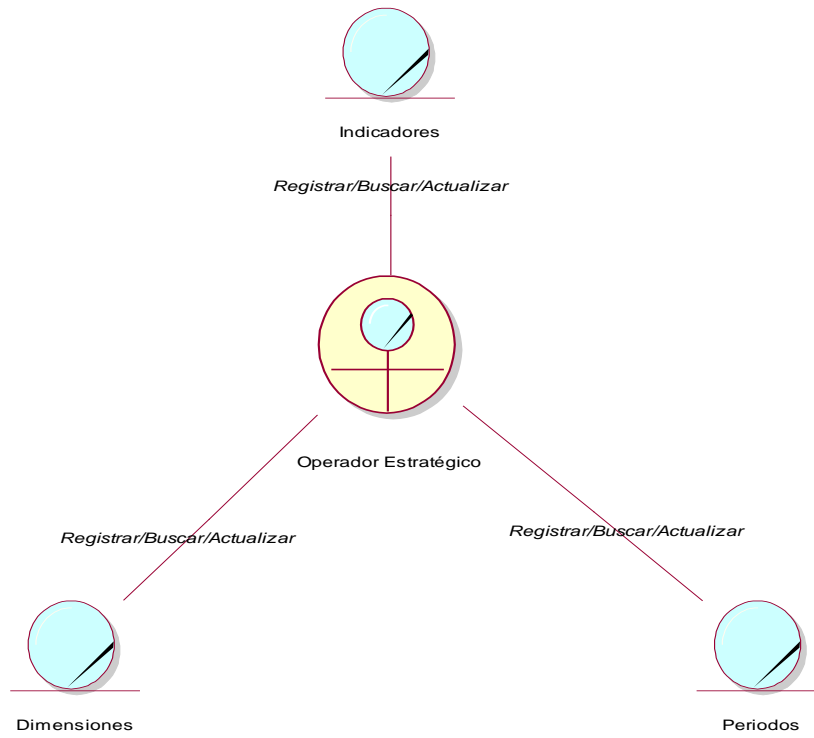 Indicadores
Registrar/Buscar/Actualizar
Operador Estratégico
Registrar/Buscar/Actualizar
Registrar/Buscar/Actualizar
Dimensiones
Periodos